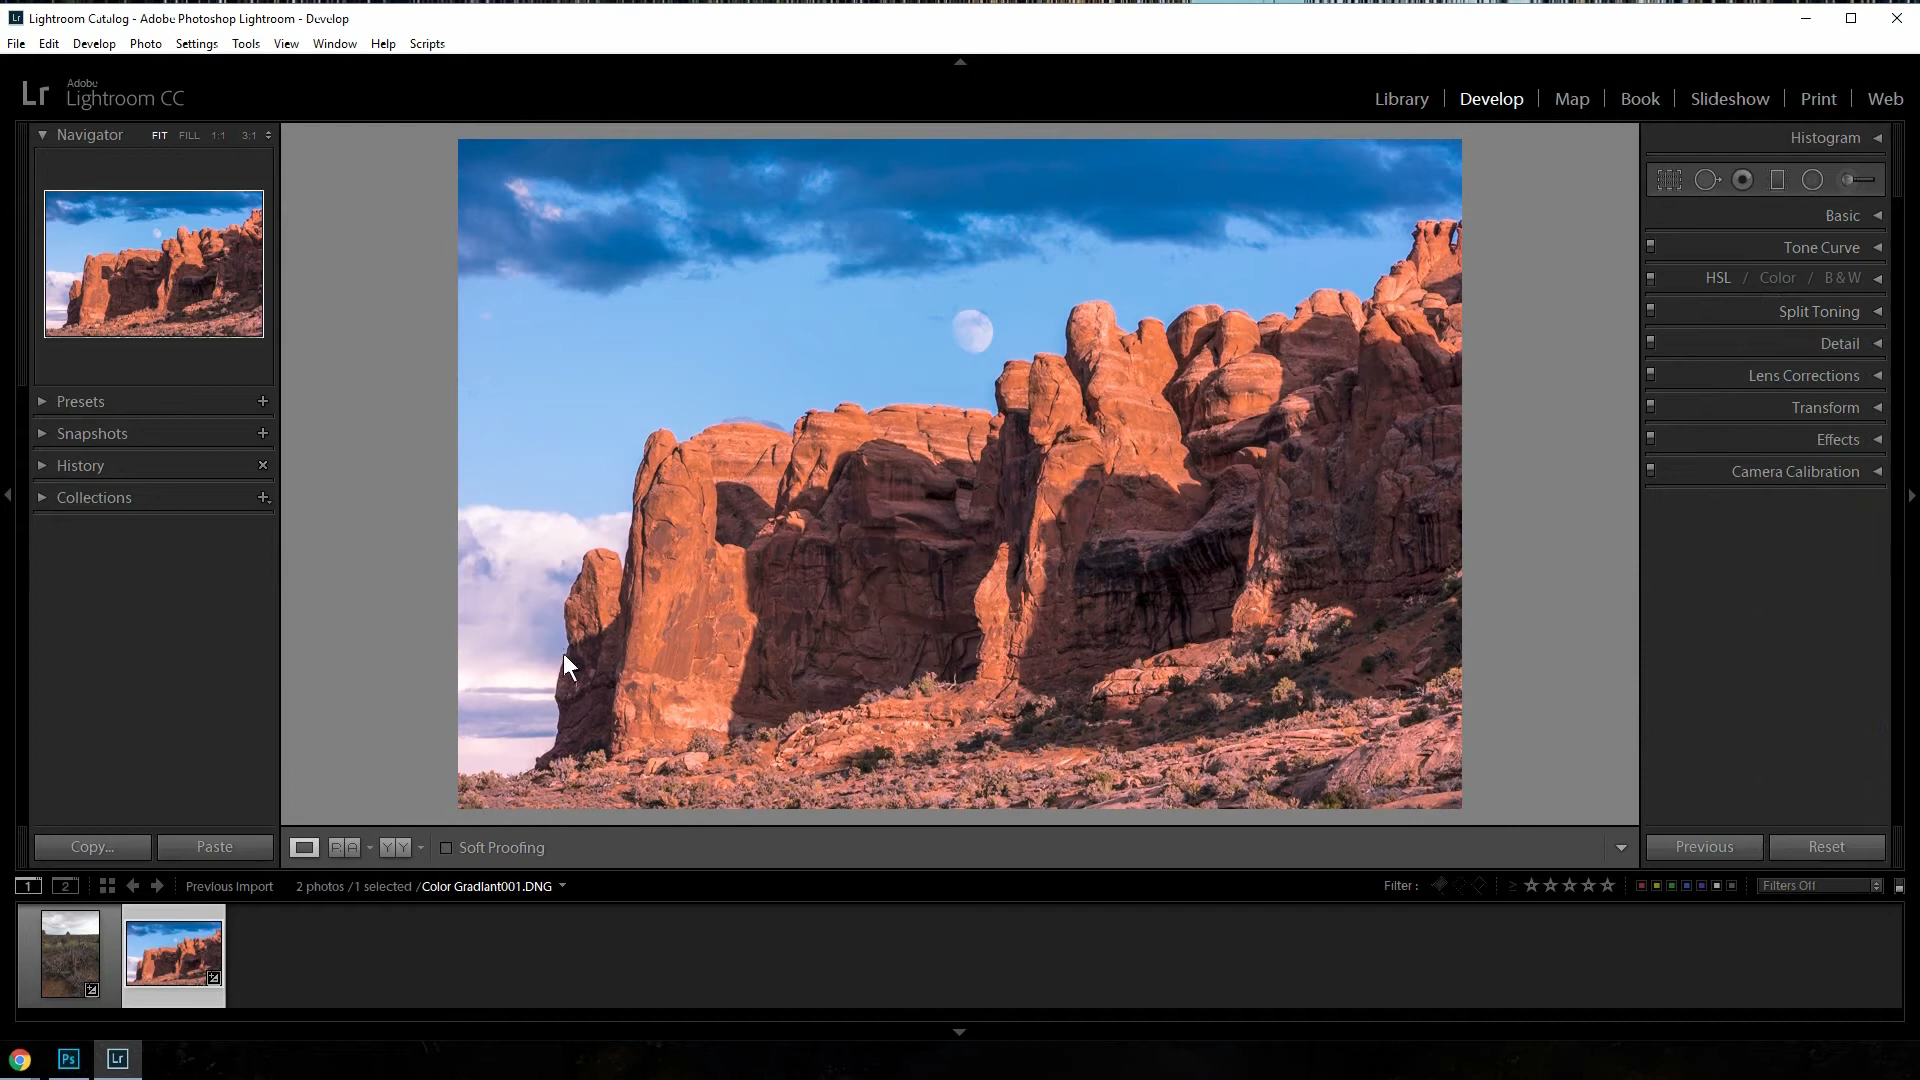 Lightroom Catalog - Adobe Photoshop Lightroom - Develop
File Edit Develop Photo Settings Tools View Window Help Scripts
Lr Adobe Lightroom CC
Library Develop Map Book Slideshow Print Web
Navigator FIT FILL 1:1 3:1
Histogram
Basic
Tone Curve
HSL / Color / B & W
Split Toning
Detail
Lens Corrections
Transform
Effects
Camera Calibration
Presets
Snapshots
History
Collections
Copy... Paste
R A Y Y Soft Proofing
Previous Reset
1 2 Previous Import 2 photos / 1 selected / Color Gradiant001.DNG
Filter : Filters Off
Ps Lr